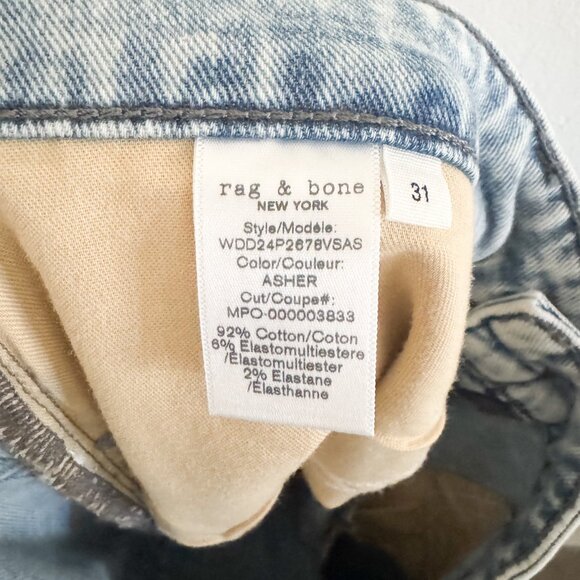 rag & bone
NEW YORK
Style/Modèle:
WDD24P2678VSAS
Color/Couleur:
ASHER
Cut/Coupe#:
MPO-000003833
92% Cotton/Coton
6% Elastomultiestere
/Élastomultiester
2% Elastane
/Élasthanne
31